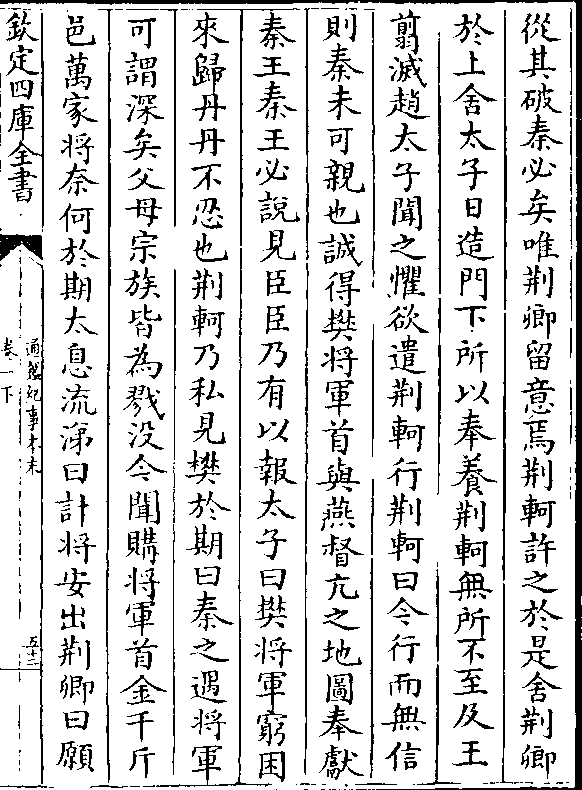 從其破秦必矣唯荆卿留意焉荆軻許之於是舍荆卿
於上舍太子日造門下所以奉養荆軻無所不至及王
翦滅趙太子聞之懼欲遣荆軻行荆軻曰今行而無信
則秦未可親也誠得樊將軍首與燕督亢之地圖奉獻
秦王秦王必說見臣臣乃有以報太子曰樊將軍窮困
來歸丹丹不忍也荆軻乃私見樊於期曰秦之遇將軍
可謂深矣父母宗族皆為戮没今聞購將軍首金千斤
邑萬家将奈何於期太息流涕曰計将安出荆卿曰願
欽定四庫全書
通鑑紀事本末
卷一下
五十二